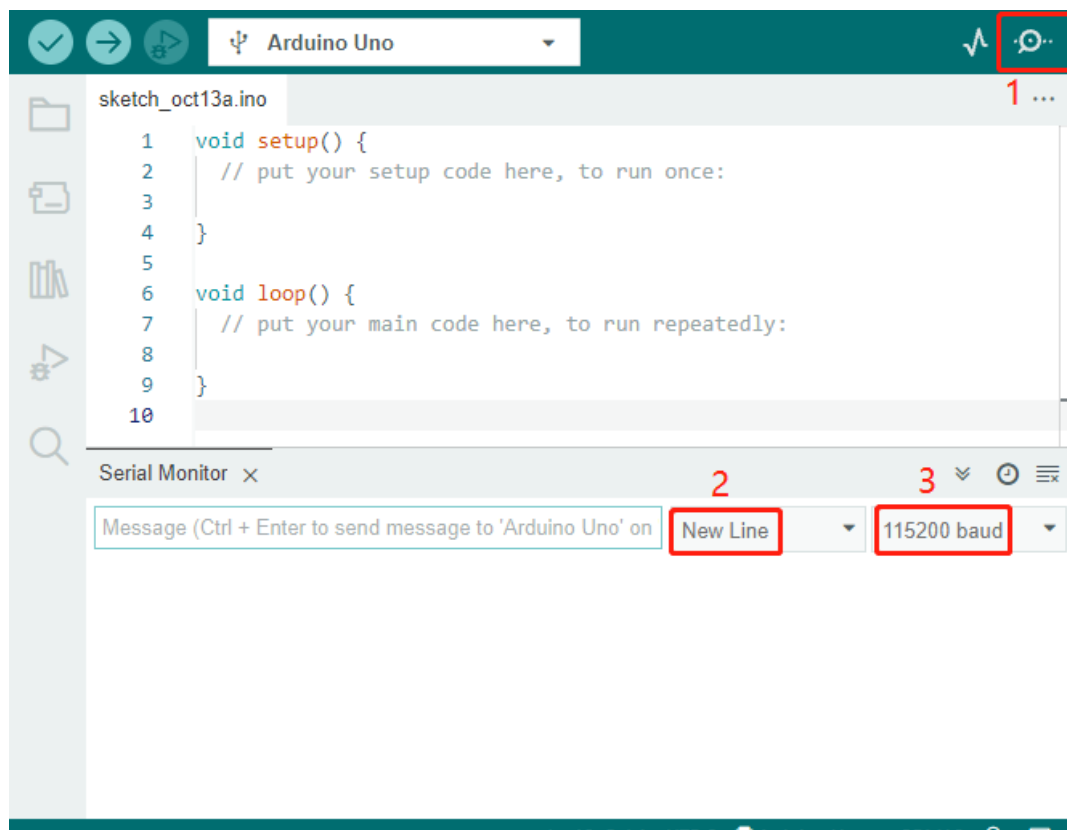 Arduino Uno
sketch_oct13a.ino
1 ...
1 void setup() {
2 // put your setup code here, to run once:
3
4 }
5
6 void loop() {
7 // put your main code here, to run repeatedly:
8
9 }
10
Serial Monitor
2
3
Message (Ctrl + Enter to send message to 'Arduino Uno' on
New Line
115200 baud